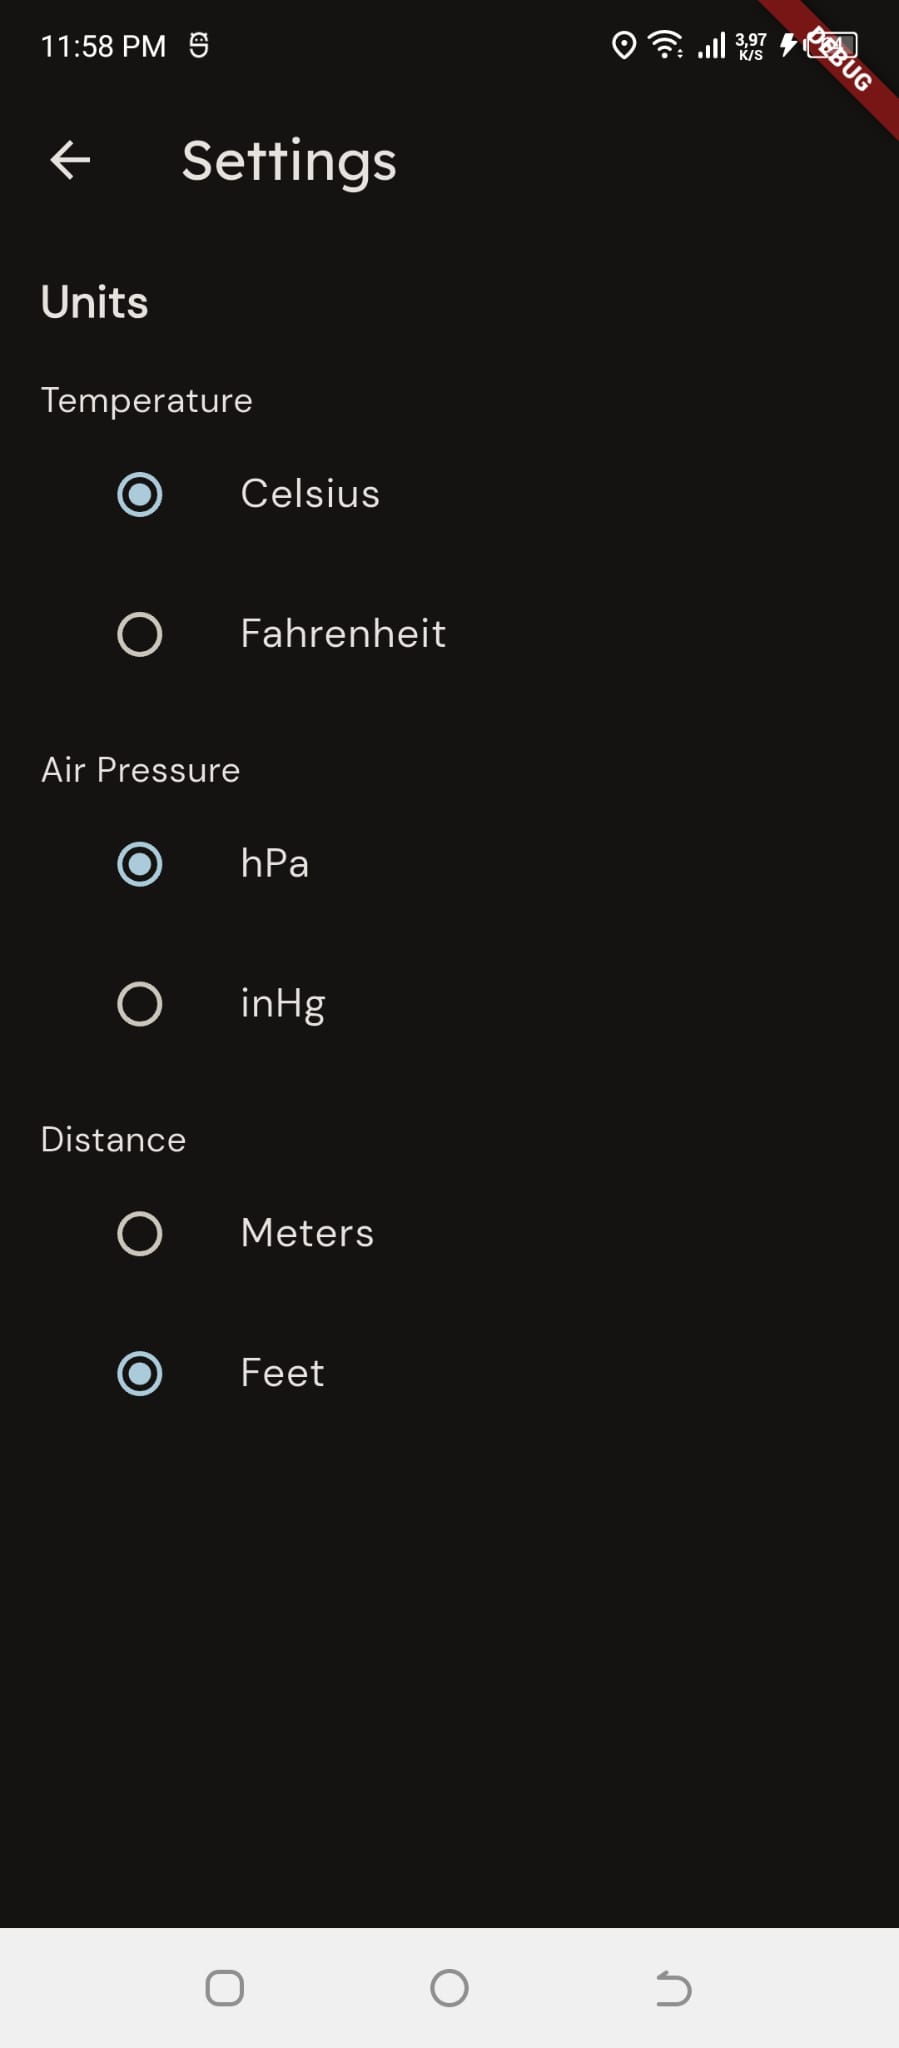 11:58 PM
3,97
K/S
DEBUG
Settings
Units
Temperature
Celsius
Fahrenheit
Air Pressure
hPa
inHg
Distance
Meters
Feet